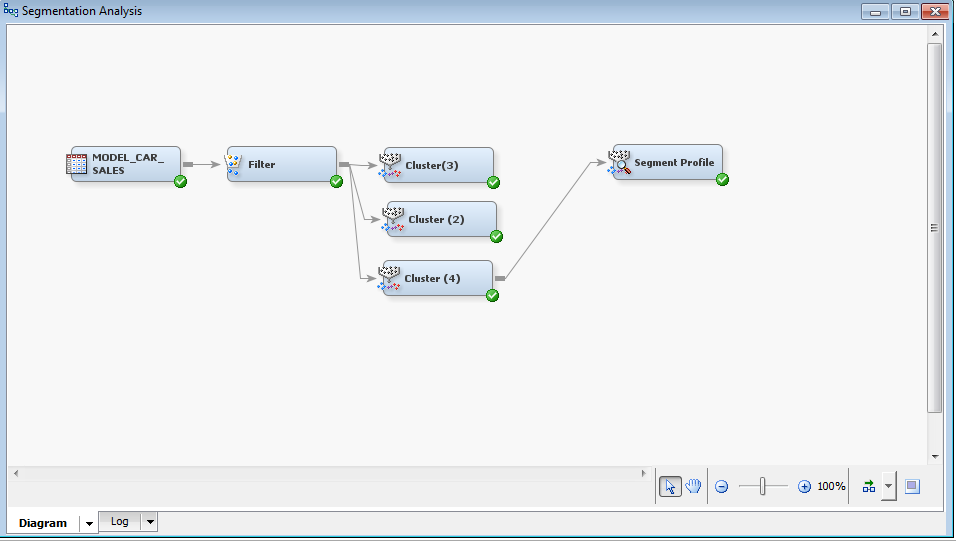 Segmentation Analysis
MODEL_CAR_
SALES
Filter
Cluster(3)
Segment Profile
Cluster (2)
Cluster (4)
100%
Diagram
Log